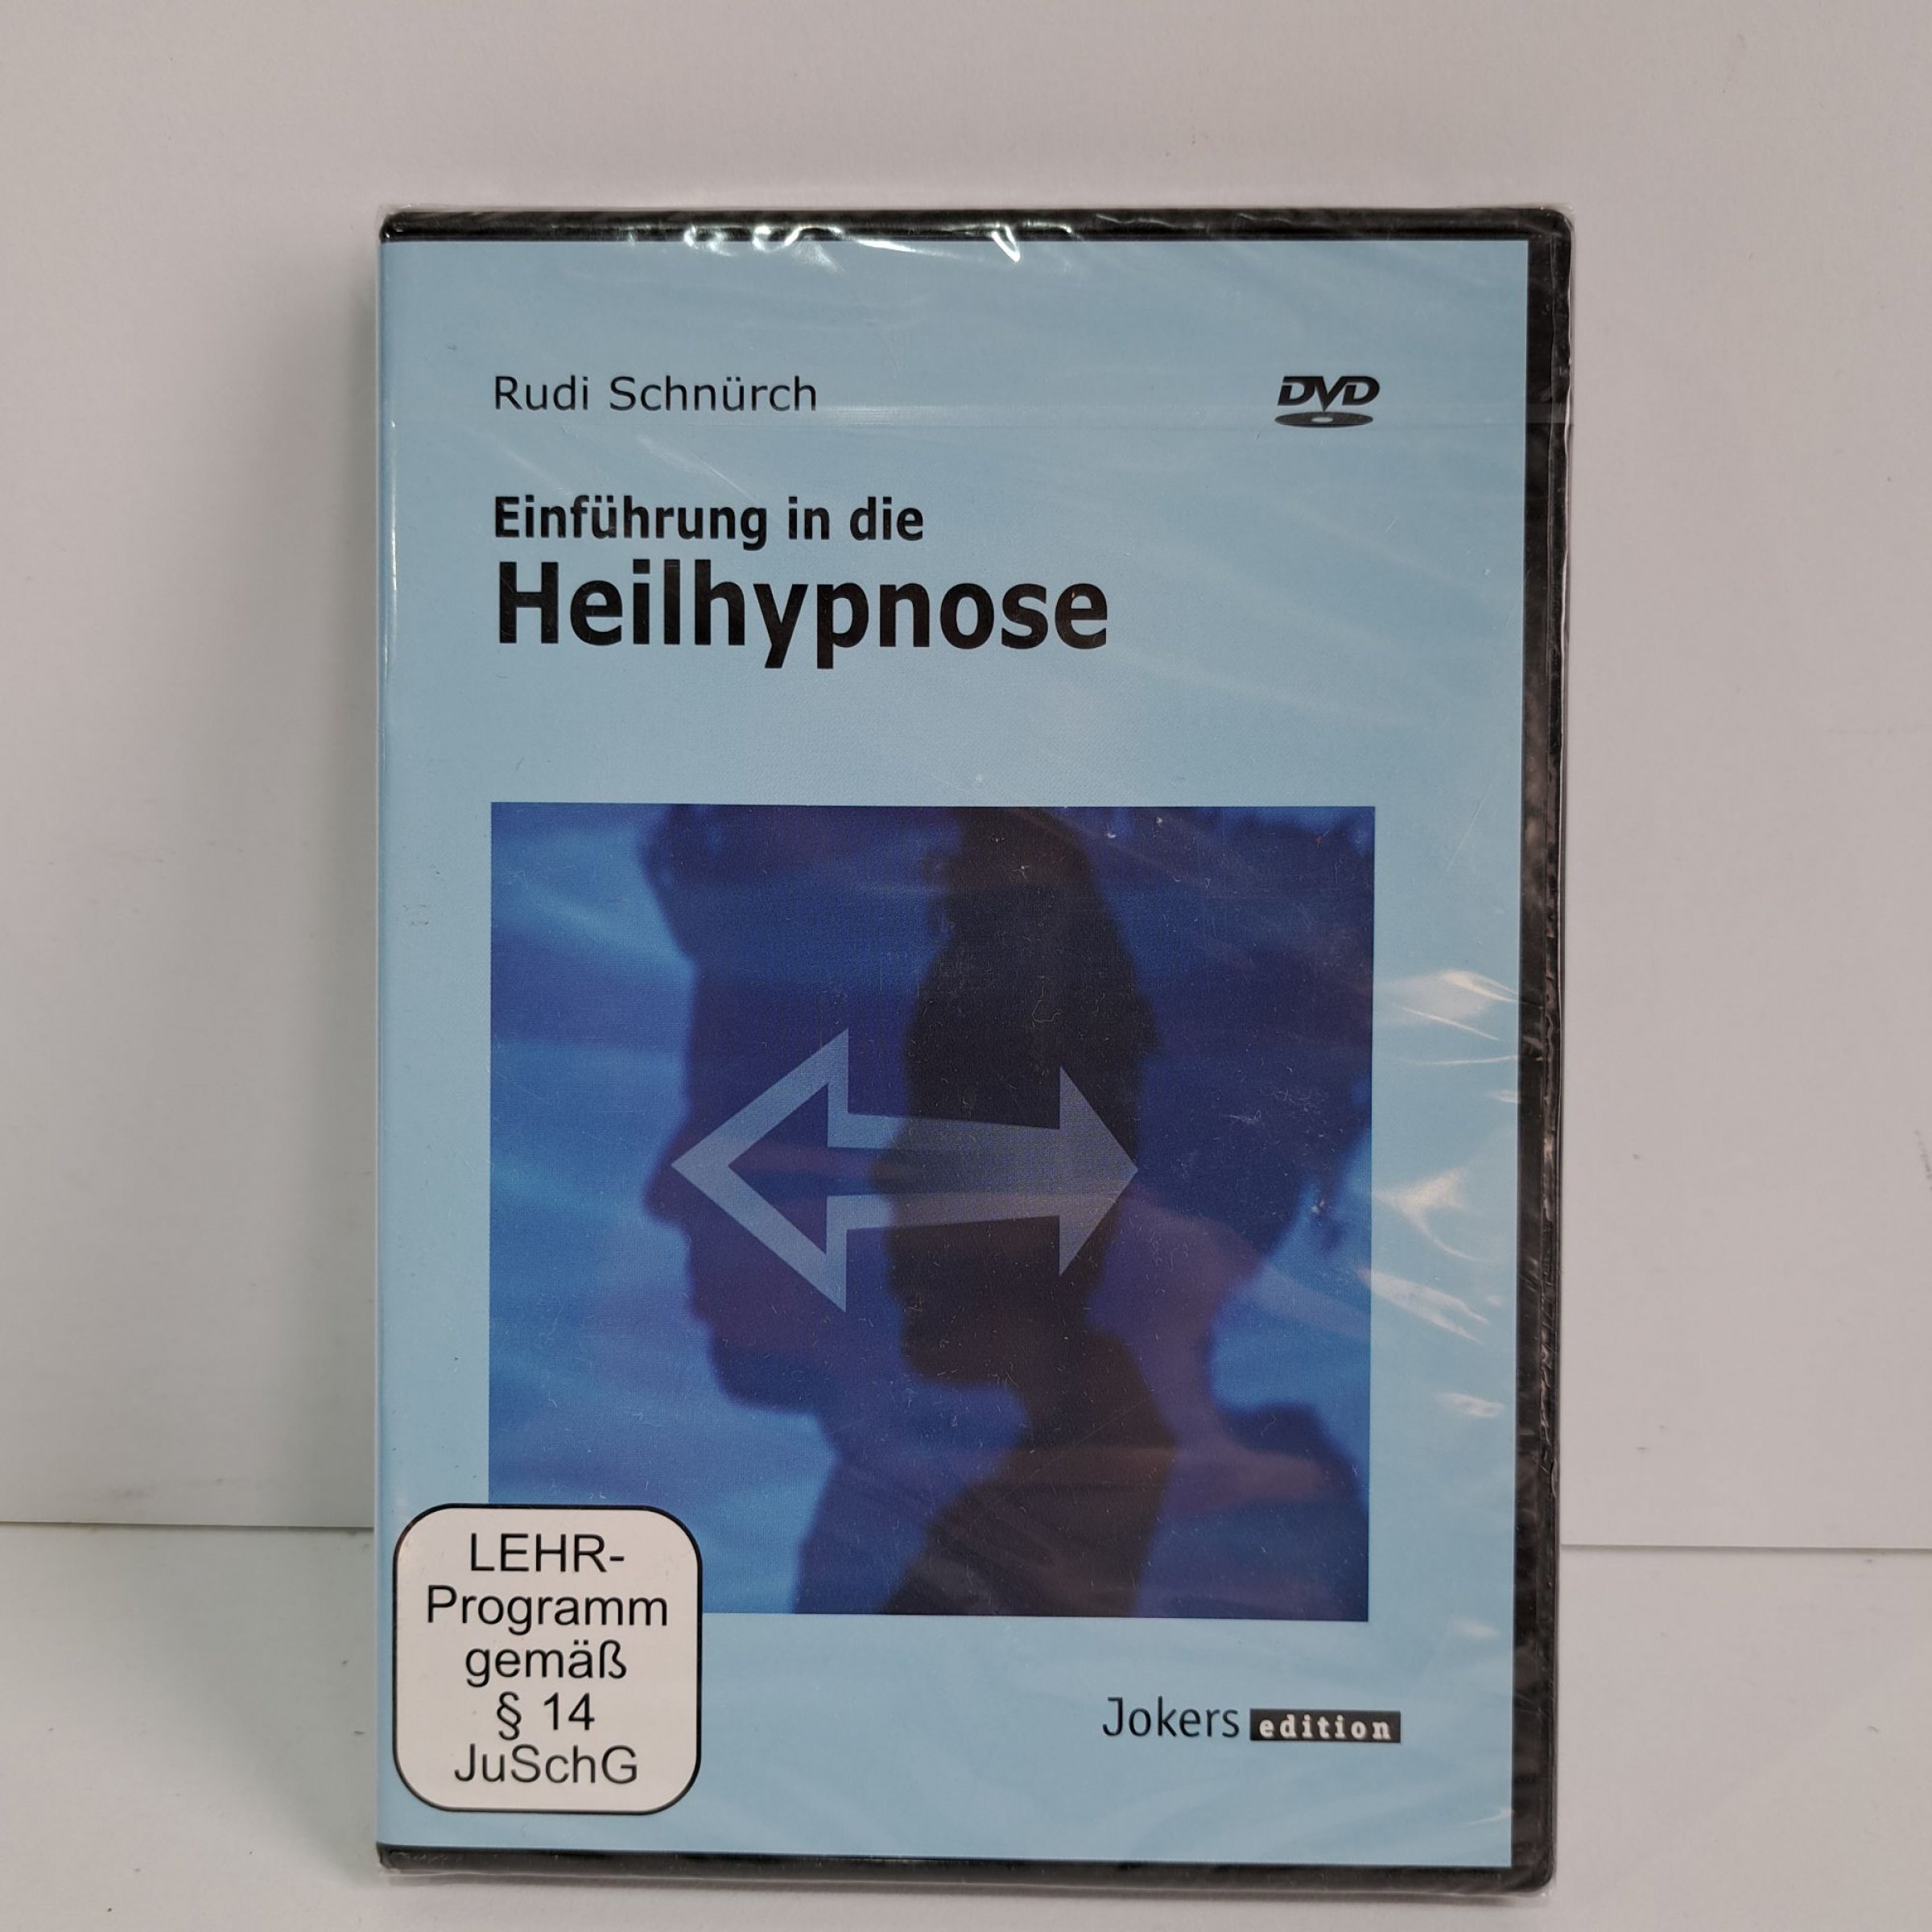 Rudi Schnürch
DVD
Einführung in die
Heilhypnose
LEHR-
Programm
gemäß
§ 14
JuSchG
Jokers edition